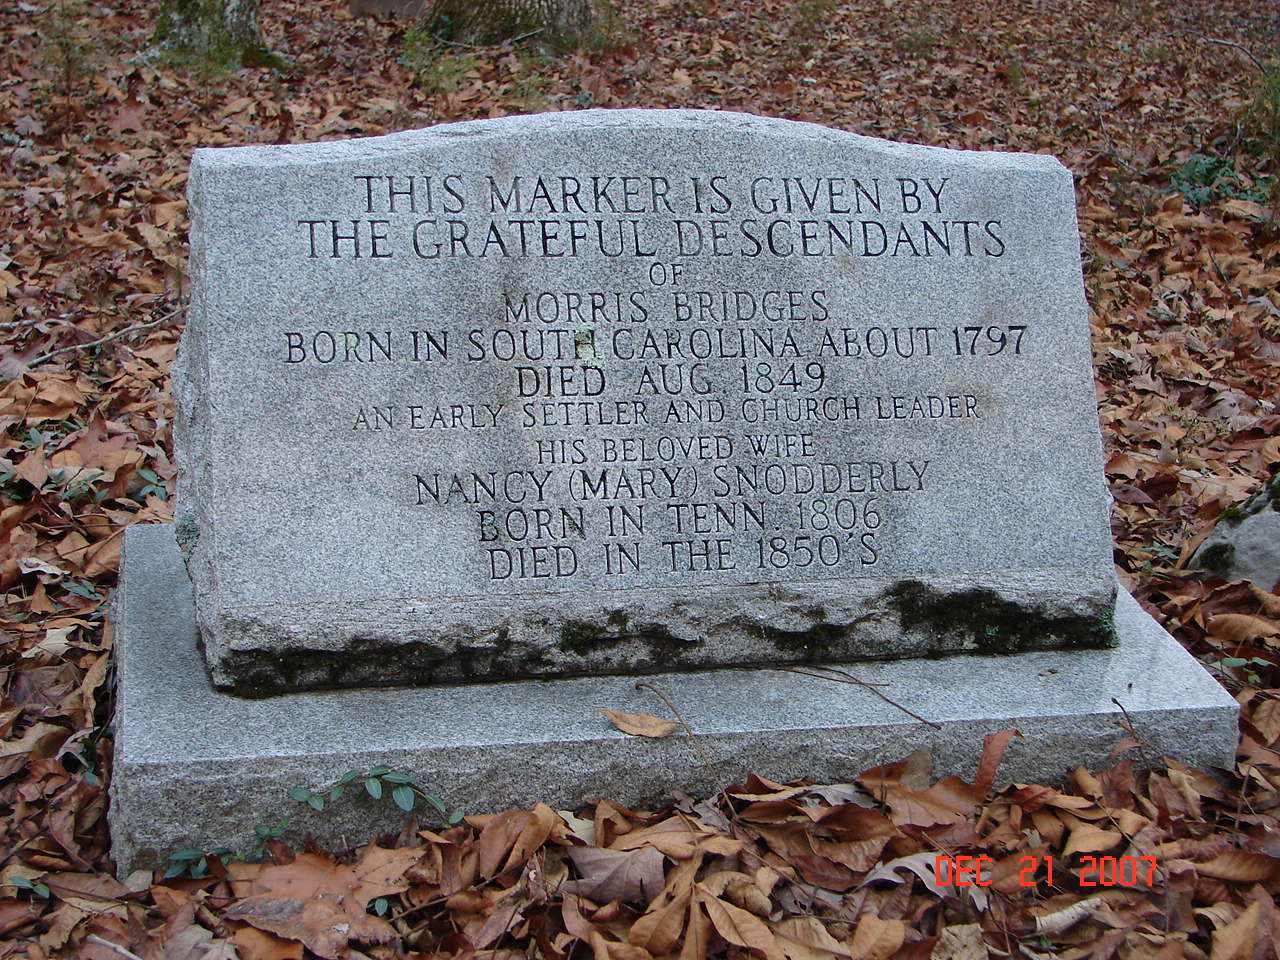 THIS MARKER IS GIVEN BY
THE GRATEFUL DESCENDANTS
OF
MORRIS BRIDGES
BORN IN SOUTH CAROLINA ABOUT 1797
DIED AUG. 1849
AN EARLY SETTLER AND CHURCH LEADER
HIS BELOVED WIFE
NANCY (MARY) SNODDERLY
BORN IN TENN. 1806
DIED IN THE 1850'S
DEC 21 2007